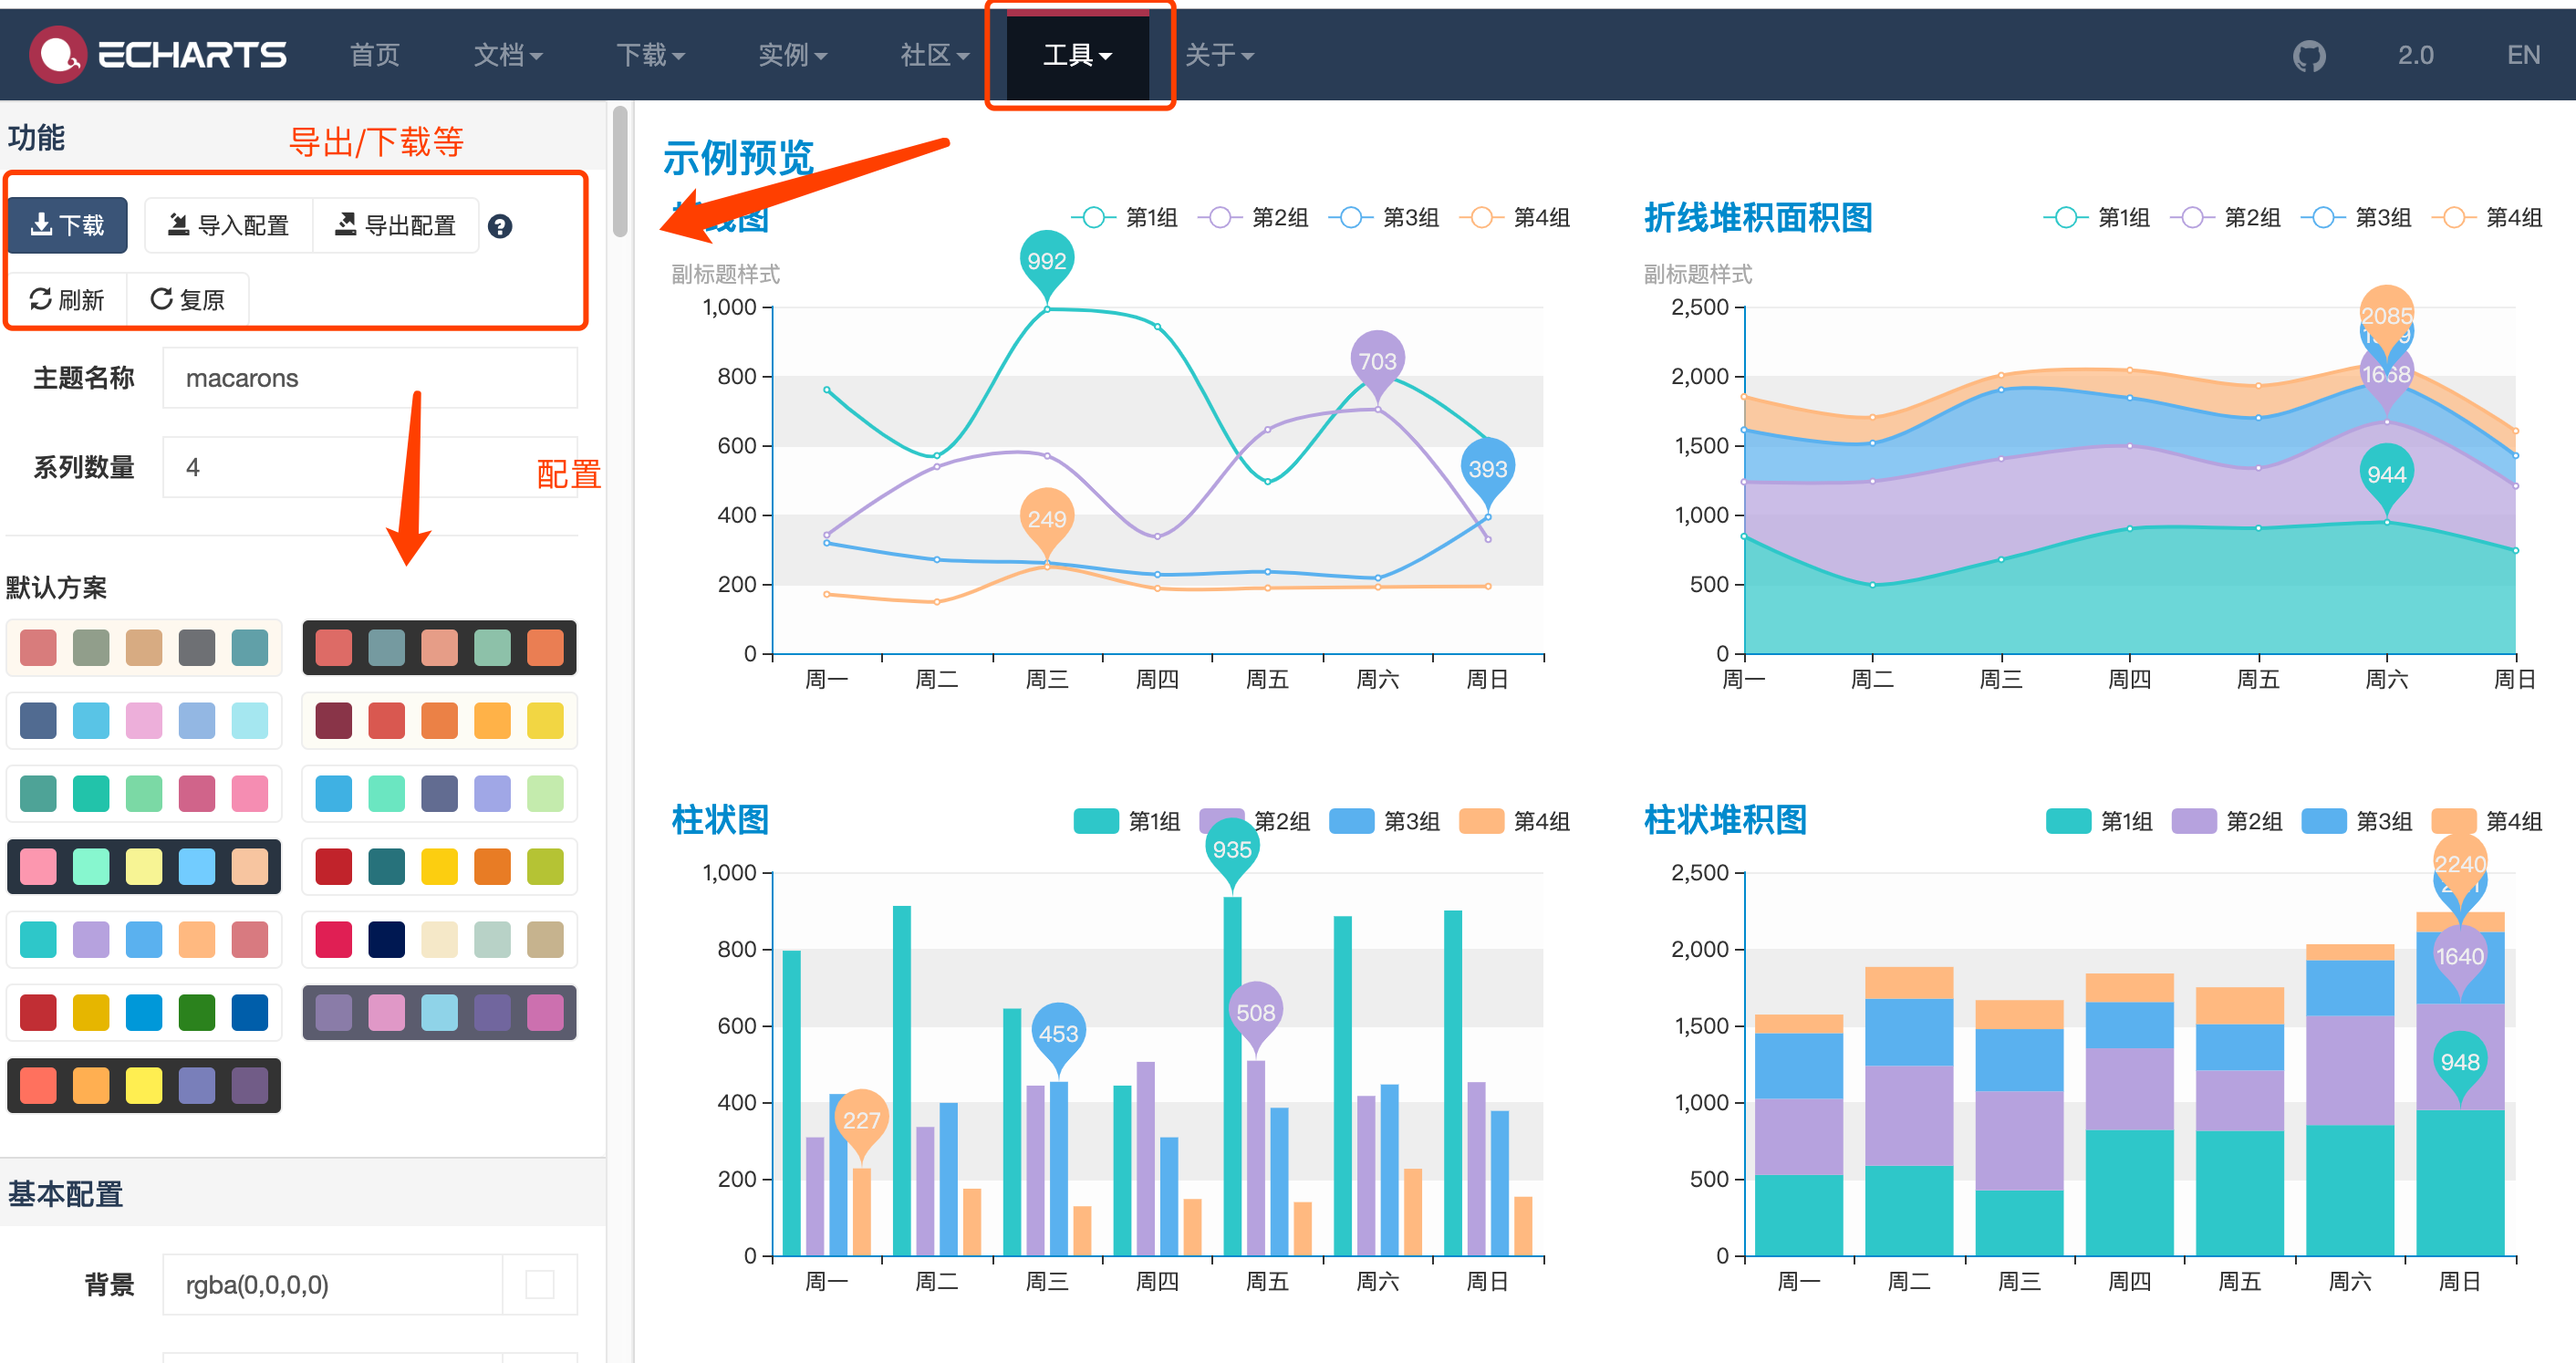 ECHARTS 首页 文档 下载 实例 社区 工具 关于 2.0 EN
功能
导出/下载等
下载 导入配置 导出配置 ?
刷新 复原
主题名称 macarons
系列数量 4
配置
默认方案
基本配置
背景 rgba(0,0,0,0)
示例预览
线图
第1组 第2组 第3组 第4组
副标题样式
992
703
393
249
1,000
800
600
400
200
0
周一 周二 周三 周四 周五 周六 周日
折线堆积面积图
第1组 第2组 第3组 第4组
副标题样式
2085
1668
944
2,500
2,000
1,500
1,000
500
0
周一 周二 周三 周四 周五 周六 周日
柱状图
第1组 第2组 第3组 第4组
935
508
453
227
1,000
800
600
400
200
0
周一 周二 周三 周四 周五 周六 周日
柱状堆积图
第1组 第2组 第3组 第4组
2240
1640
948
2,500
2,000
1,500
1,000
500
0
周一 周二 周三 周四 周五 周六 周日